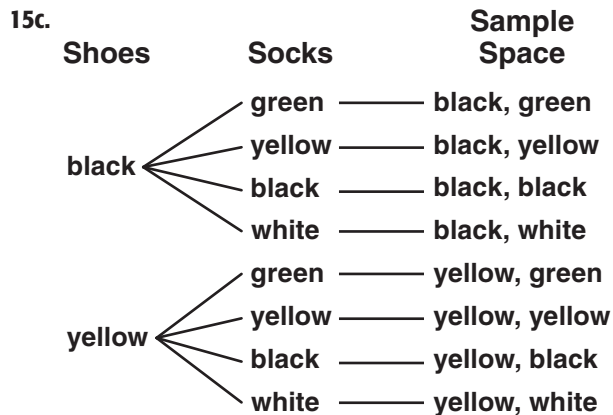 15c.
Shoes Socks Sample Space
black
green black, green
yellow black, yellow
black black, black
white black, white
yellow
green yellow, green
yellow yellow, yellow
black yellow, black
white yellow, white